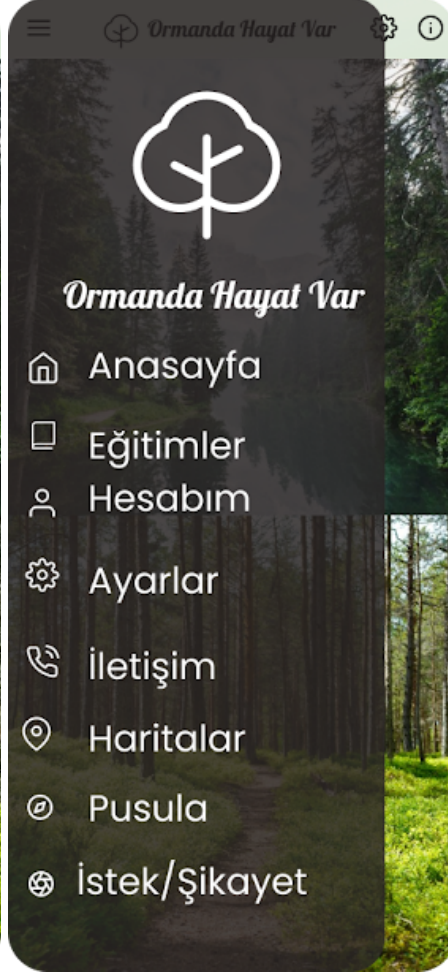 Ormanda Hayat Var
Ormanda Hayat Var
Anasayfa
Eğitimler
Hesabım
Ayarlar
İletişim
Haritalar
Pusula
İstek/Şikayet